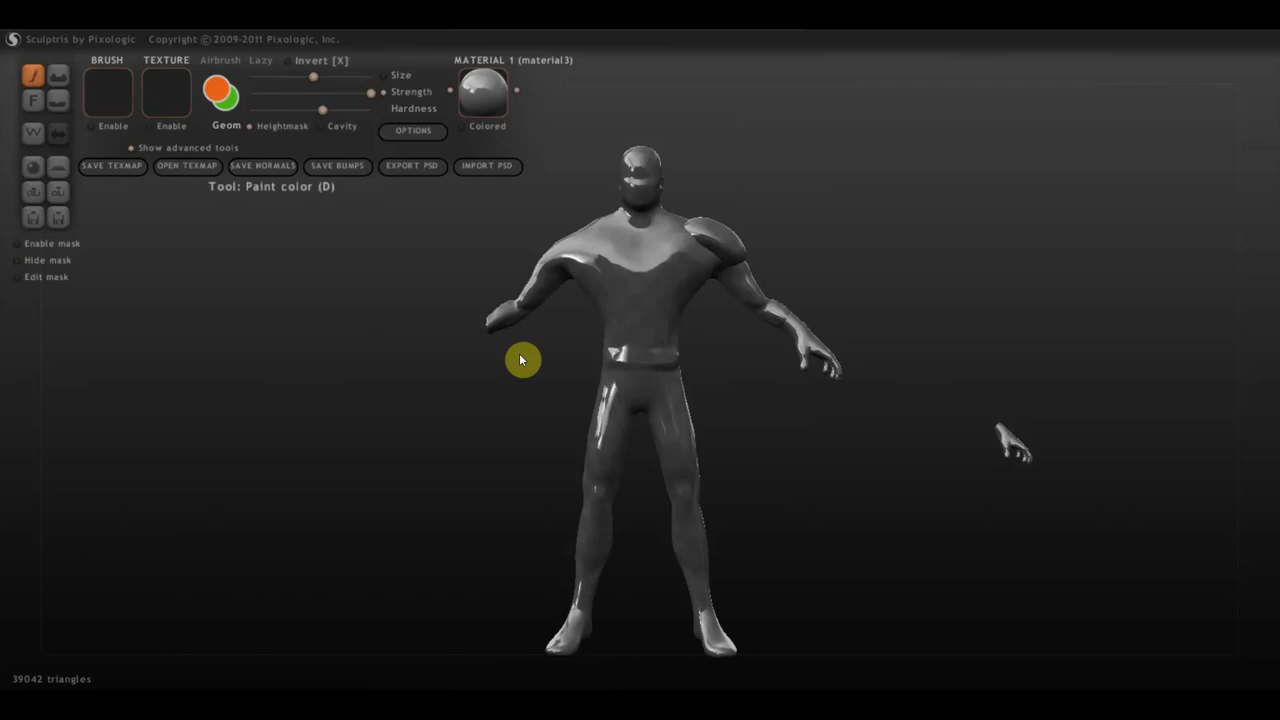 Sculptris by Pixologic Copyright © 2009-2011 Pixologic, Inc.
BRUSH TEXTURE Airbrush Lazy Invert [X] MATERIAL 1 (material3)
Size
Strength
Hardness
F
Enable Enable Geom Heightmask Cavity OPTIONS Colored
Show advanced tools
SAVE TEXMAP OPEN TEXMAP SAVE NORMALS SAVE BUMPS EXPORT PSD IMPORT PSD
Tool: Paint color (D)
OBJ OBJ
Enable mask
Hide mask
Edit mask
39042 triangles